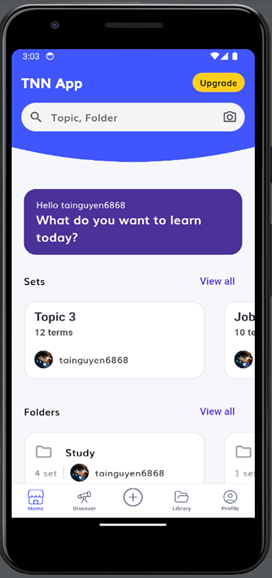 3:03
TNN App
Upgrade
Topic, Folder
Hello tainguyen6868
What do you want to learn
today?
Sets
View all
Topic 3
12 terms
tainguyen6868
Job
10 te
Folders
View all
Study
4 set
tainguyen6868
1 set
Home
Discover
Library
Profile